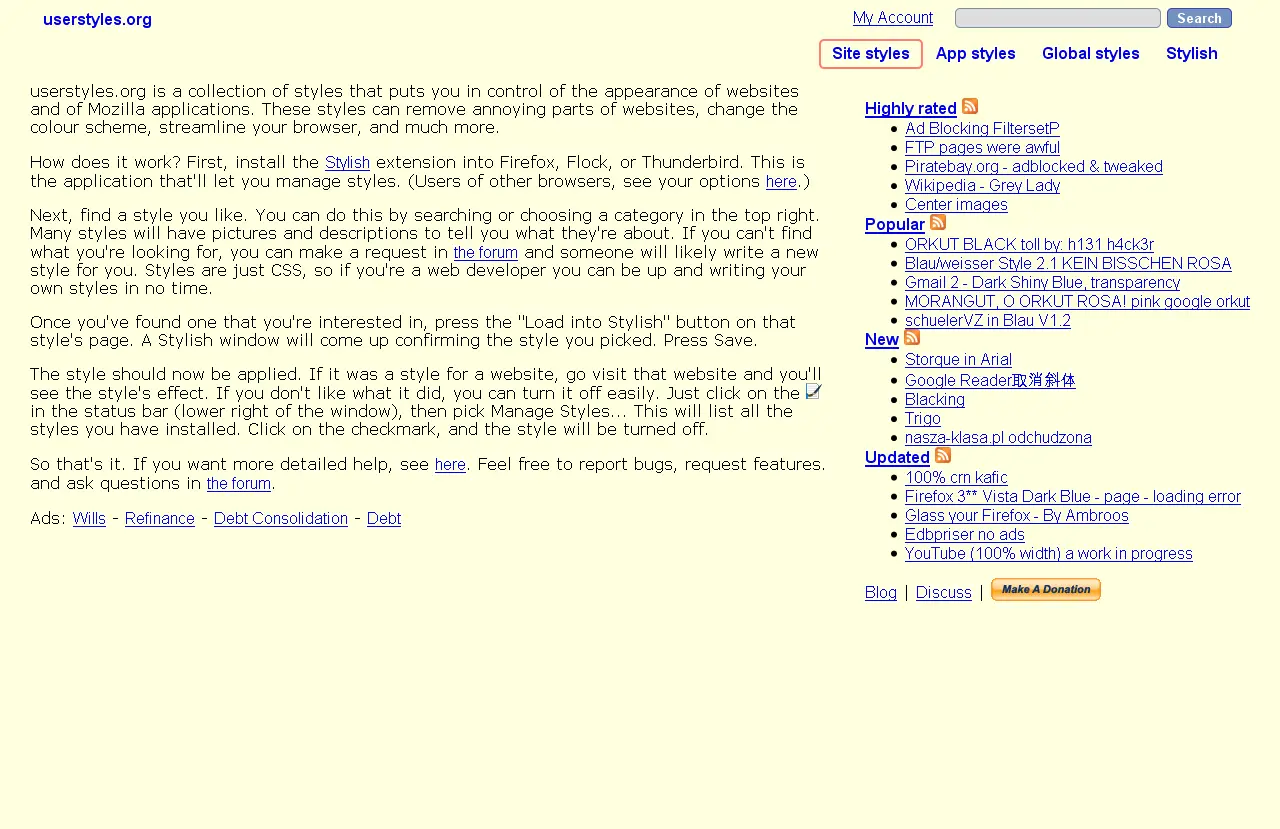 userstyles.org
My Account
Search
Site styles
App styles
Global styles
Stylish
userstyles.org is a collection of styles that puts you in control of the appearance of websites
and of Mozilla applications. These styles can remove annoying parts of websites, change the
colour scheme, streamline your browser, and much more.
How does it work? First, install the Stylish extension into Firefox, Flock, or Thunderbird. This is
the application that'll let you manage styles. (Users of other browsers, see your options here.)
Next, find a style you like. You can do this by searching or choosing a category in the top right.
Many styles will have pictures and descriptions to tell you what they're about. If you can't find
what you're looking for, you can make a request in the forum and someone will likely write a new
style for you. Styles are just CSS, so if you're a web developer you can be up and writing your
own styles in no time.
Once you've found one that you're interested in, press the "Load into Stylish" button on that
style's page. A Stylish window will come up confirming the style you picked. Press Save.
The style should now be applied. If it was a style for a website, go visit that website and you'll
see the style's effect. If you don't like what it did, you can turn it off easily. Just click on the
in the status bar (lower right of the window), then pick Manage Styles... This will list all the
styles you have installed. Click on the checkmark, and the style will be turned off.
So that's it. If you want more detailed help, see here. Feel free to report bugs, request features.
and ask questions in the forum.
Ads: Wills - Refinance - Debt Consolidation - Debt
Highly rated
Ad Blocking FiltersetP
FTP pages were awful
Piratebay.org - adblocked & tweaked
Wikipedia - Grey Lady
Center images
Popular
ORKUT BLACK toll by: h131 h4ck3r
Blau/weisser Style 2.1 KEIN BISSCHEN ROSA
Gmail 2 - Dark Shiny Blue, transparency
MORANGUT, O ORKUT ROSA! pink google orkut
schuelerVZ in Blau V1.2
New
Storque in Arial
Google Reader取消斜体
Blacking
Trigo
nasza-klasa.pl odchudzona
Updated
100% crn kafic
Firefox 3** Vista Dark Blue - page - loading error
Glass your Firefox - By Ambroos
Edbpriser no ads
YouTube (100% width) a work in progress
Blog | Discuss | Make A Donation